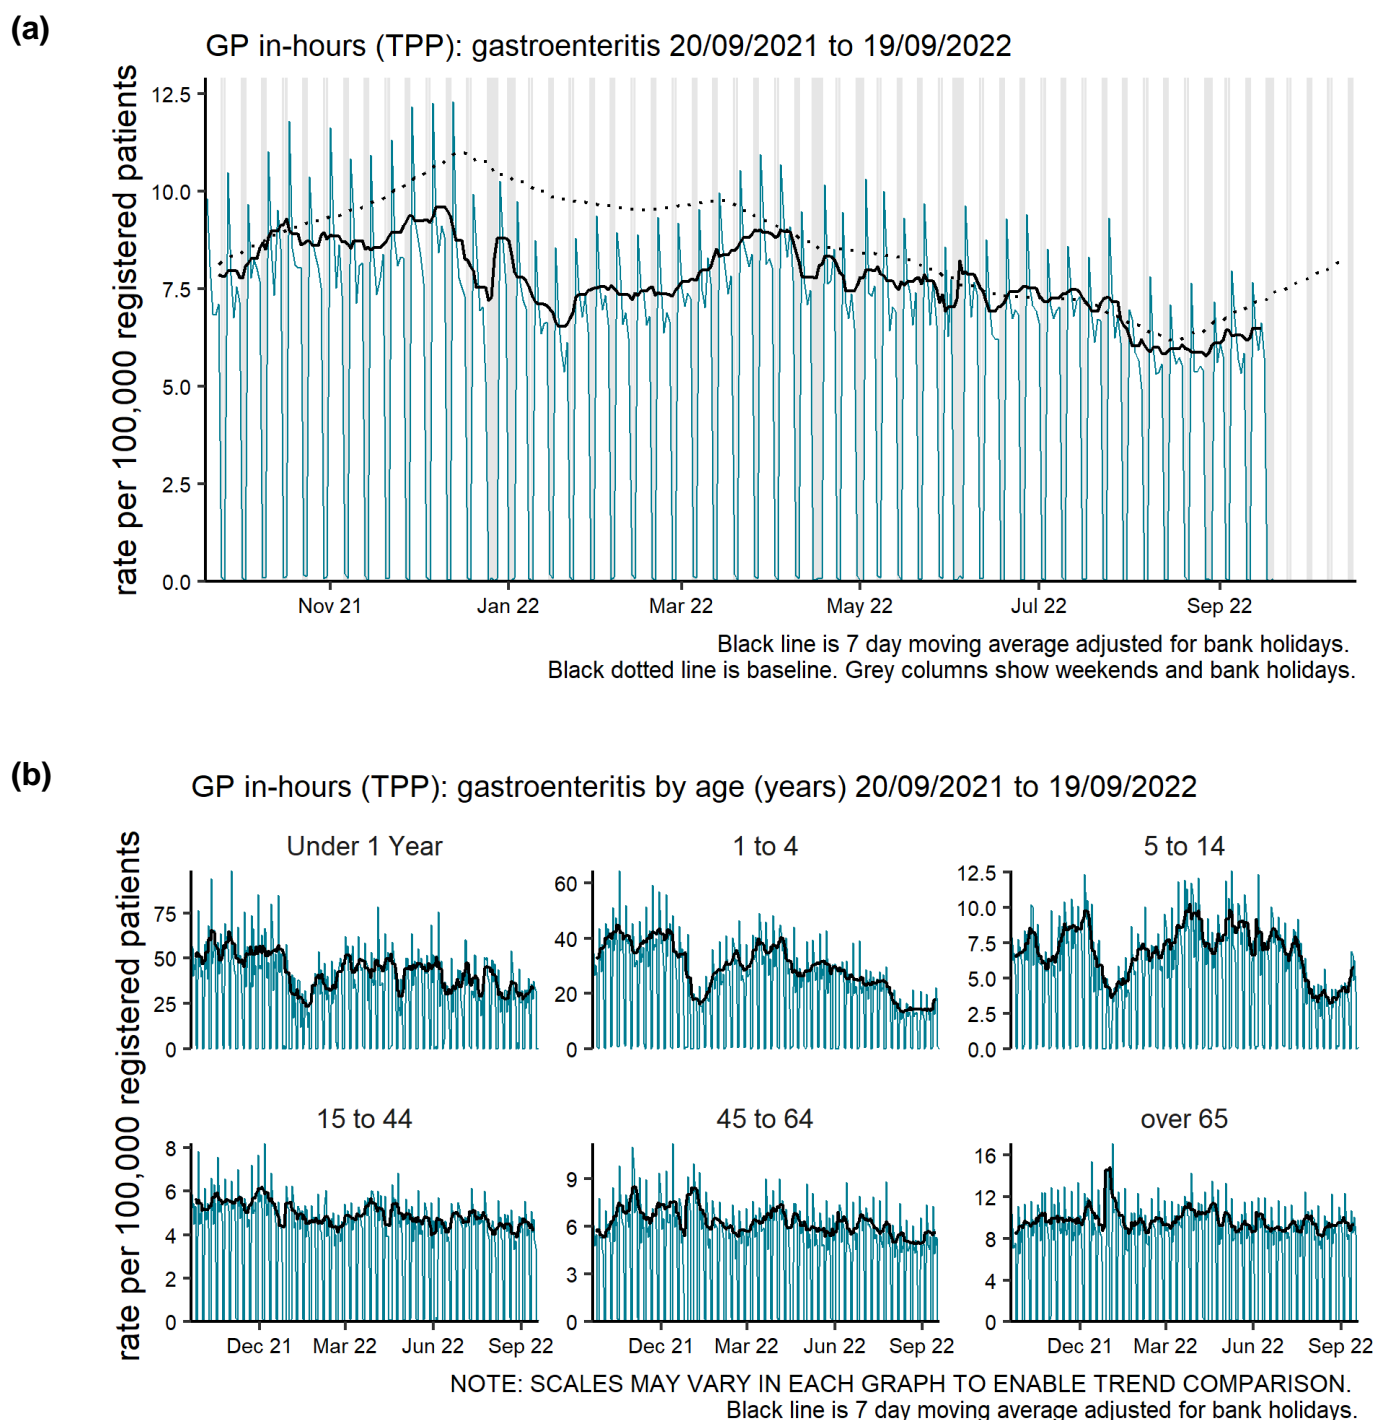 (a)
GP in-hours (TPP): gastroenteritis 20/09/2021 to 19/09/2022
rate per 100,000 registered patients
12.5
10.0
7.5
5.0
2.5
0.0
Nov 21 Jan 22 Mar 22 May 22 Jul 22 Sep 22
Black line is 7 day moving average adjusted for bank holidays.
Black dotted line is baseline. Grey columns show weekends and bank holidays.
(b)
GP in-hours (TPP): gastroenteritis by age (years) 20/09/2021 to 19/09/2022
rate per 100,000 registered patients
Under 1 Year
75
50
25
0
1 to 4
60
40
20
0
5 to 14
12.5
10.0
7.5
5.0
2.5
0.0
15 to 44
8
6
4
2
0
Dec 21 Mar 22 Jun 22 Sep 22
45 to 64
9
6
3
0
Dec 21 Mar 22 Jun 22 Sep 22
over 65
16
12
8
4
0
Dec 21 Mar 22 Jun 22 Sep 22
NOTE: SCALES MAY VARY IN EACH GRAPH TO ENABLE TREND COMPARISON.
Black line is 7 day moving average adjusted for bank holidays.